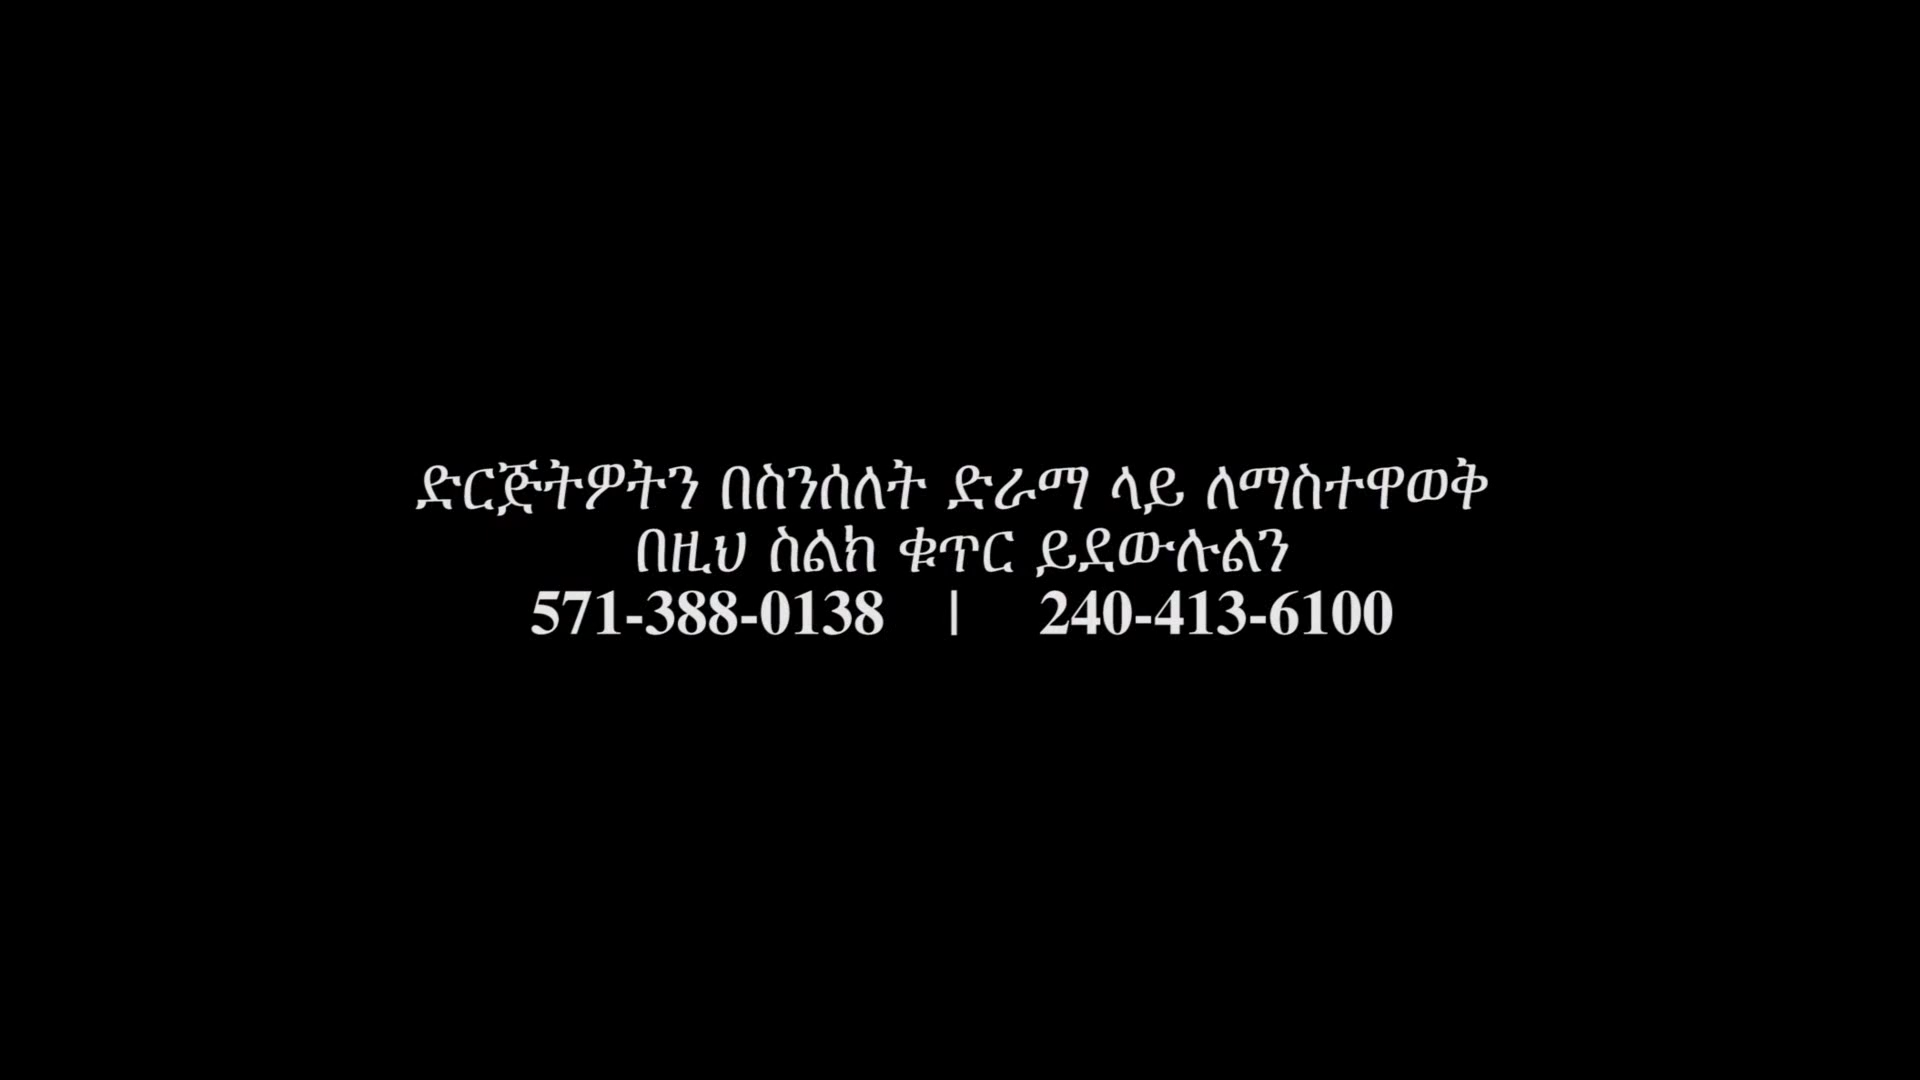 ድርጅትዎትን በስንሰለት ድራማ ላይ ለማስተዋወቅ
በዚህ ስልክ ቁጥር ይደውሉልን
571-388-0138 | 240-413-6100